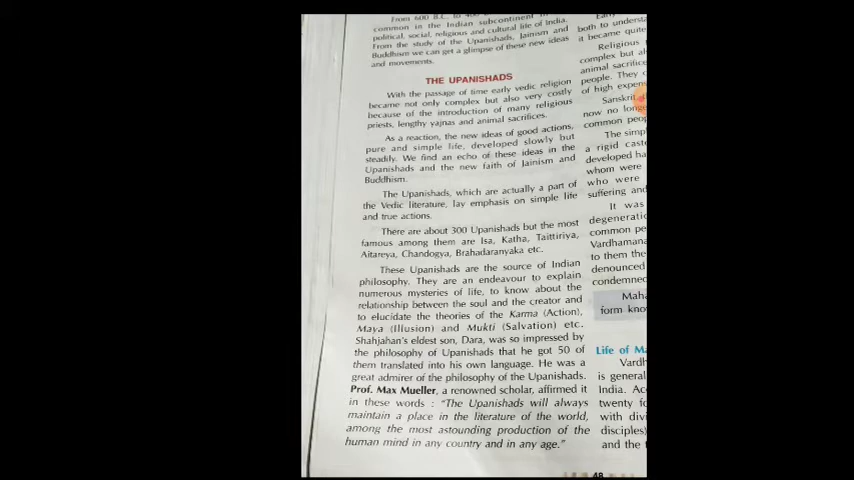 From 600 B.L. to 400
common in the Indian subcontinent
political, social, religious and cultural life of India.
From the study of the Upanishads, Jainism and
Buddhism we can get a glimpse of these new ideas
and movements.
THE UPANISHADS
With the passage of time early vedic religion
became not only complex but also very costly
because of the introduction of many religious
priests, lengthy yajnas and animal sacrifices.
As a reaction, the new ideas of good actions,
pure and simple life, developed slowly but
steadily. We find an echo of these ideas in the
Upanishads and the new faith of Jainism and
Buddhism.
The Upanishads, which are actually a part of
the Vedic literature, lay emphasis on simple life
and true actions.
There are about 300 Upanishads but the most
famous among them are Isa, Katha, Taittiriya,
Aitareya, Chandogya, Brahadaranyaka etc.
These Upanishads are the source of Indian
philosophy. They are an endeavour to explain
numerous mysteries of life, to know about the
relationship between the soul and the creator and
to elucidate the theories of the Karma (Action),
Maya (Illusion) and Mukti (Salvation) etc.
Shahjahan's eldest son, Dara, was so impressed by
the philosophy of Upanishads that he got 50 of
them translated into his own language. He was a
great admirer of the philosophy of the Upanishads.
Prof. Max Mueller, a renowned scholar, affirmed it
in these words : "The Upanishads will always
maintain a place in the literature of the world,
among the most astounding production of the
human mind in any country and in any age."
both to understa
it became quite
Religious
complex but al
animal sacrifice
people. They
of high expen
Sanskrit
now no longe
common peop
The simpl
a rigid caste
developed ha
whom were
who were
suffering and
It was
degeneration
common pe
Vardhamana
to them the
denounced
condemned
Maha
form kno
Life of Ma
Vardh
is general
India. Ac
twenty fo
with divi
disciples)
and the t
48